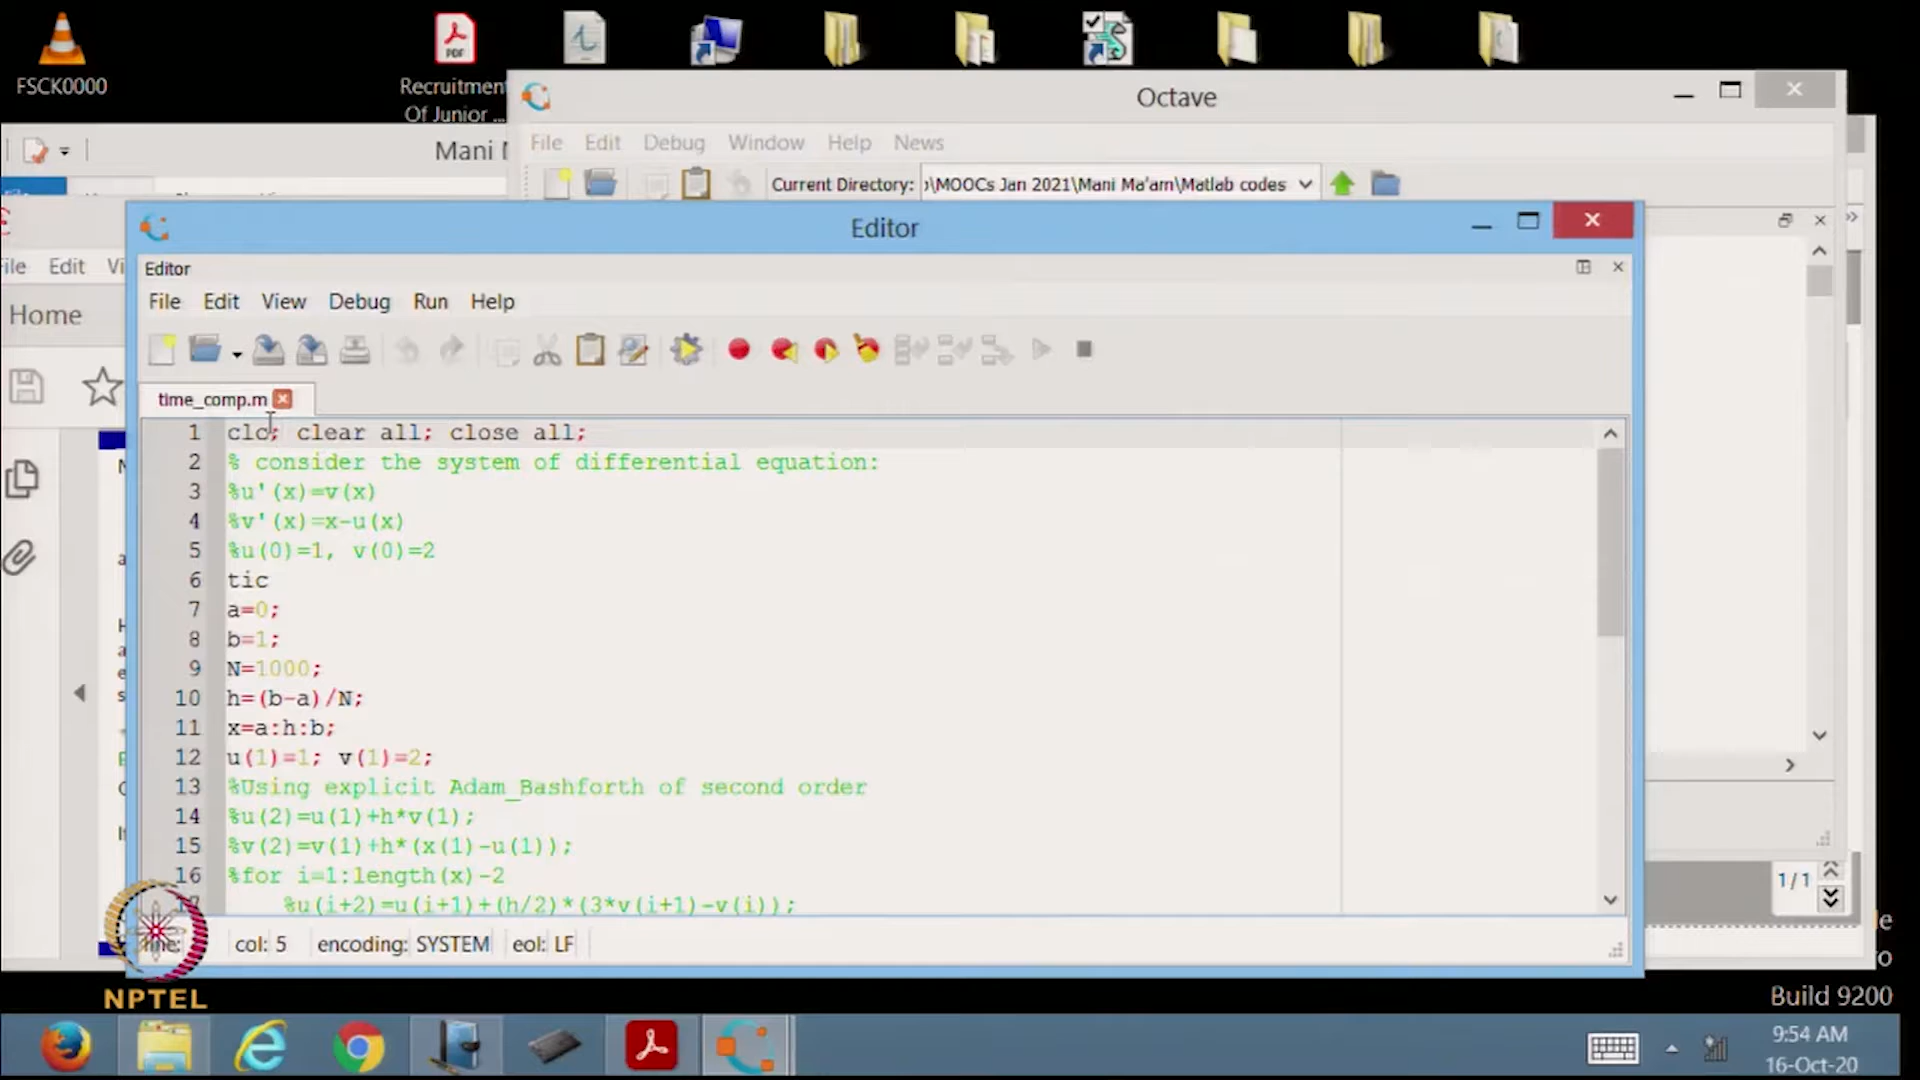 FSCK0000
Recruitment
Of Junior ...
PDF
Octave
Mani
File Edit Debug Window Help News
Current Directory: \MOOCs Jan 2021\Mani Ma'am\Matlab codes
Editor
Editor
File Edit View Debug Run Help
Edit
Home
time_comp.m
1 clc; clear all; close all;
2 % consider the system of differential equation:
3 %u'(x)=v(x)
4 %v'(x)=x-u(x)
5 %u(0)=1, v(0)=2
6 tic
7 a=0;
8 b=1;
9 N=1000;
10 h=(b-a)/N;
11 x=a:h:b;
12 u(1)=1; v(1)=2;
13 %Using explicit Adam_Bashforth of second order
14 %u(2)=u(1)+h*v(1);
15 %v(2)=v(1)+h*(x(1)-u(1));
16 %for i=1:length(x)-2
17 %u(i+2)=u(i+1)+(h/2)*(3*v(i+1)-v(i));
1/1
line: col: 5 encoding: SYSTEM eol: LF
NPTEL
Build 9200
9:54 AM
16-Oct-20